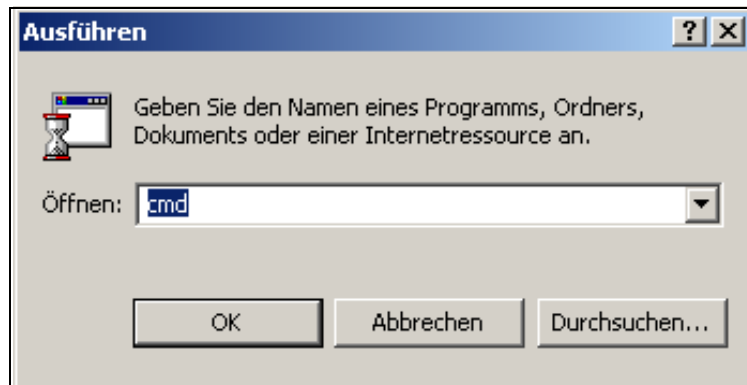 Ausführen
Geben Sie den Namen eines Programms, Ordners,
Dokuments oder einer Internetressource an.
Öffnen: cmd
OK Abbrechen Durchsuchen...